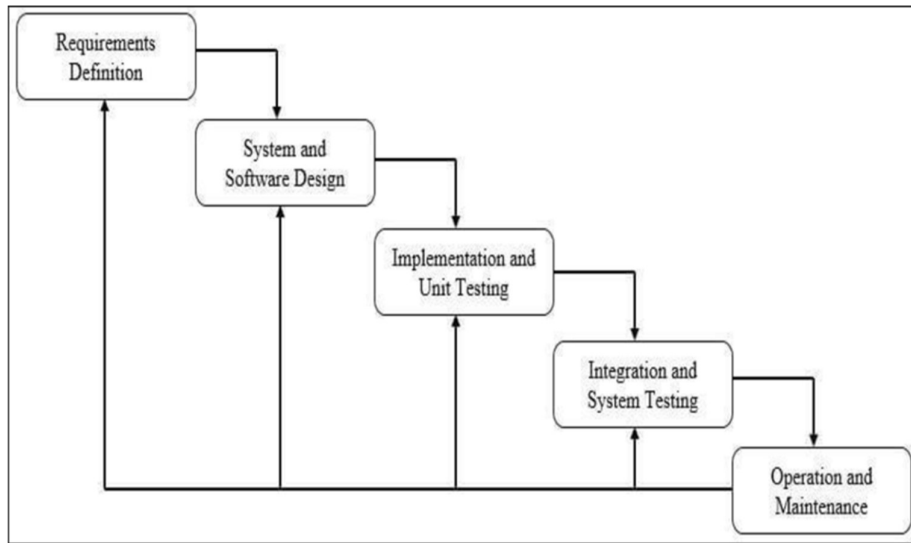 Requirements
Definition
System and
Software Design
Implementation and
Unit Testing
Integration and
System Testing
Operation and
Maintenance